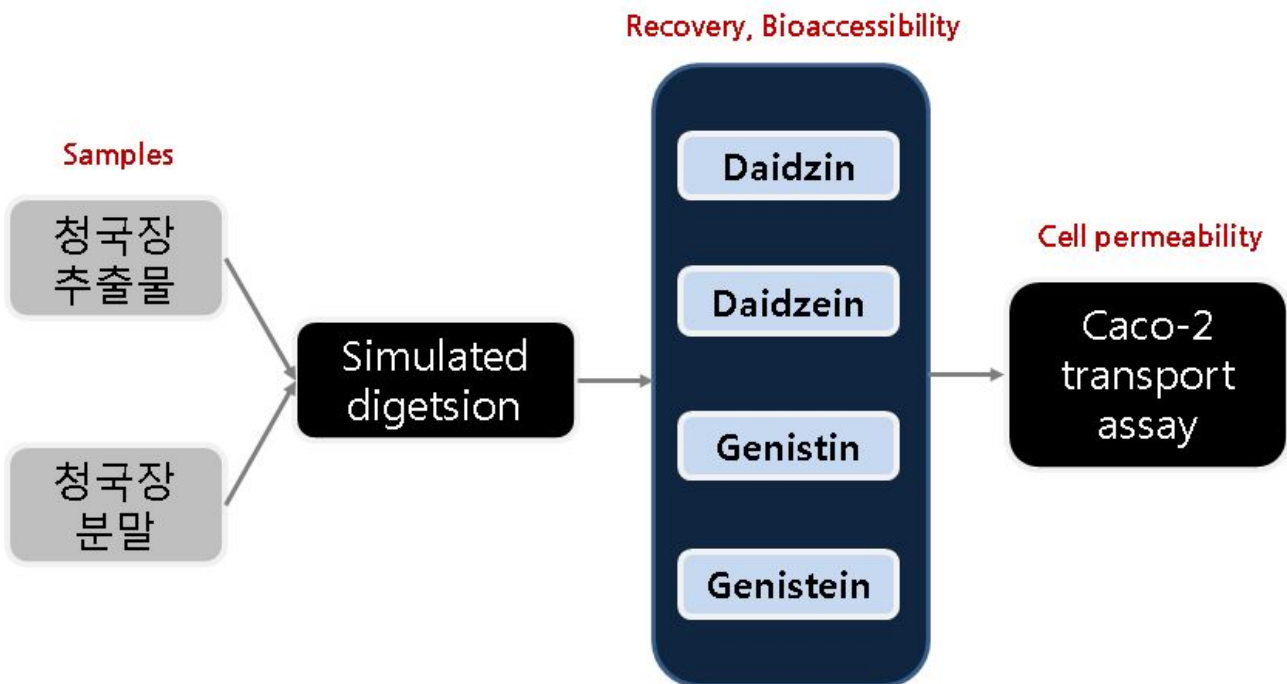 Recovery, Bioaccessibility
Samples
청국장
추출물
청국장
분말
Simulated
digetsion
Daidzin
Daidzein
Genistin
Genistein
Cell permeability
Caco-2
transport
assay